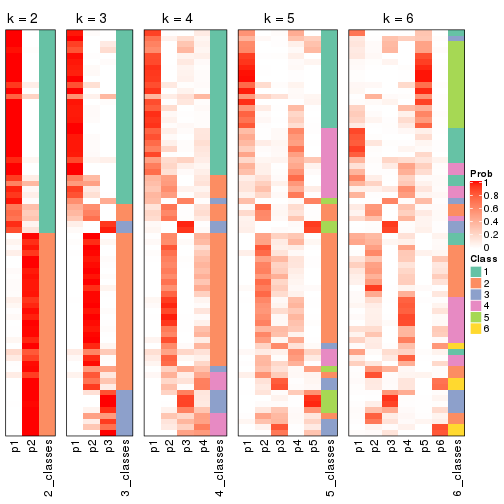 k = 2
k = 3
k = 4
k = 5
k = 6
Prob
1
0.8
0.6
0.4
0.2
0
Class
1
2
3
4
5
6
p1
p2
2_classes
p1
p2
p3
3_classes
p1
p2
p3
p4
4_classes
p1
p2
p3
p4
p5
5_classes
p1
p2
p3
p4
p5
p6
6_classes